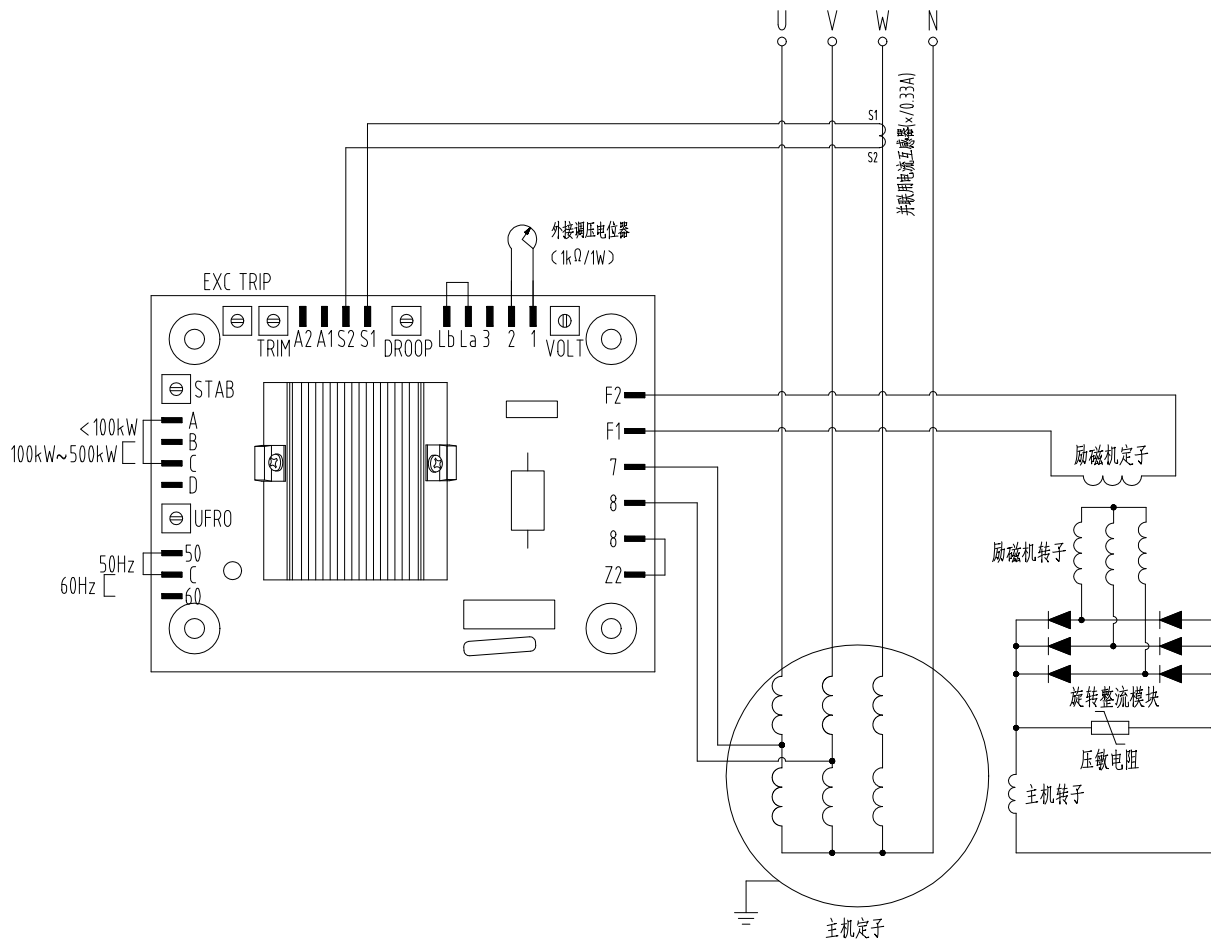 U V W N
S1
S2
并联用电流互感器(x/0.33A)
外接调压电位器
(1kΩ/1W)
EXC TRIP
TRIM A2 A1 S2 S1 DROOP Lb La 3 2 1 VOLT
STAB
<100kW
100kW~500kW
A
B
C
D
UFRO
50Hz
60Hz
50
C
60
F2
F1
7
8
8
Z2
励磁机定子
励磁机转子
旋转整流模块
压敏电阻
主机转子
主机定子